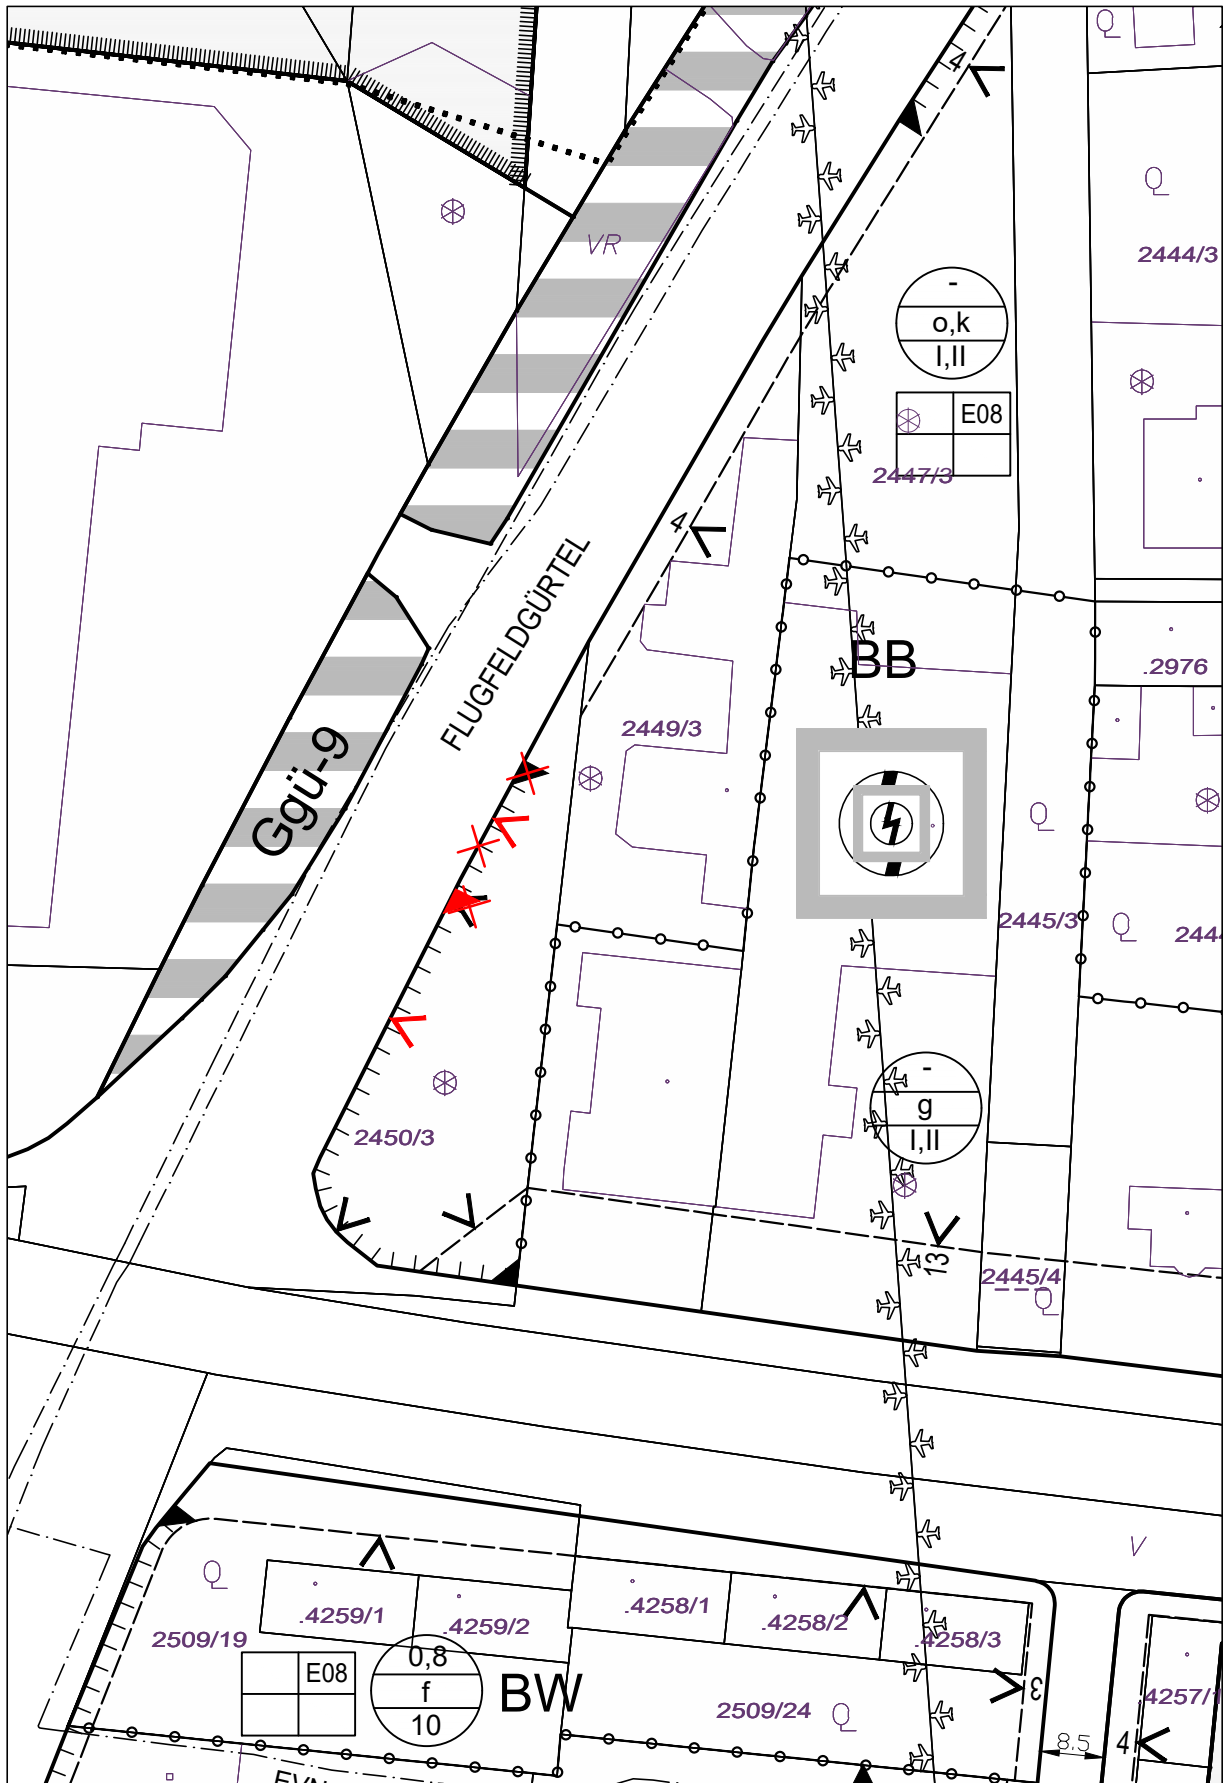 4
Q
Q
2444/3
VR
-
o,k
I,II
E08
2447/3
4
FLUGFELDGÜRTEL
BB
.2976
2449/3
Ggü-9
Q
2445/3
Q
244
-
g
I,II
2450/3
13
2445/4
Q
V
Q
.4259/1
.4259/2
.4258/1
.4258/2
.4258/3
2509/19
E08
0,8
f
10
BW
2509/24
Q
3
4257/1
8.5
4